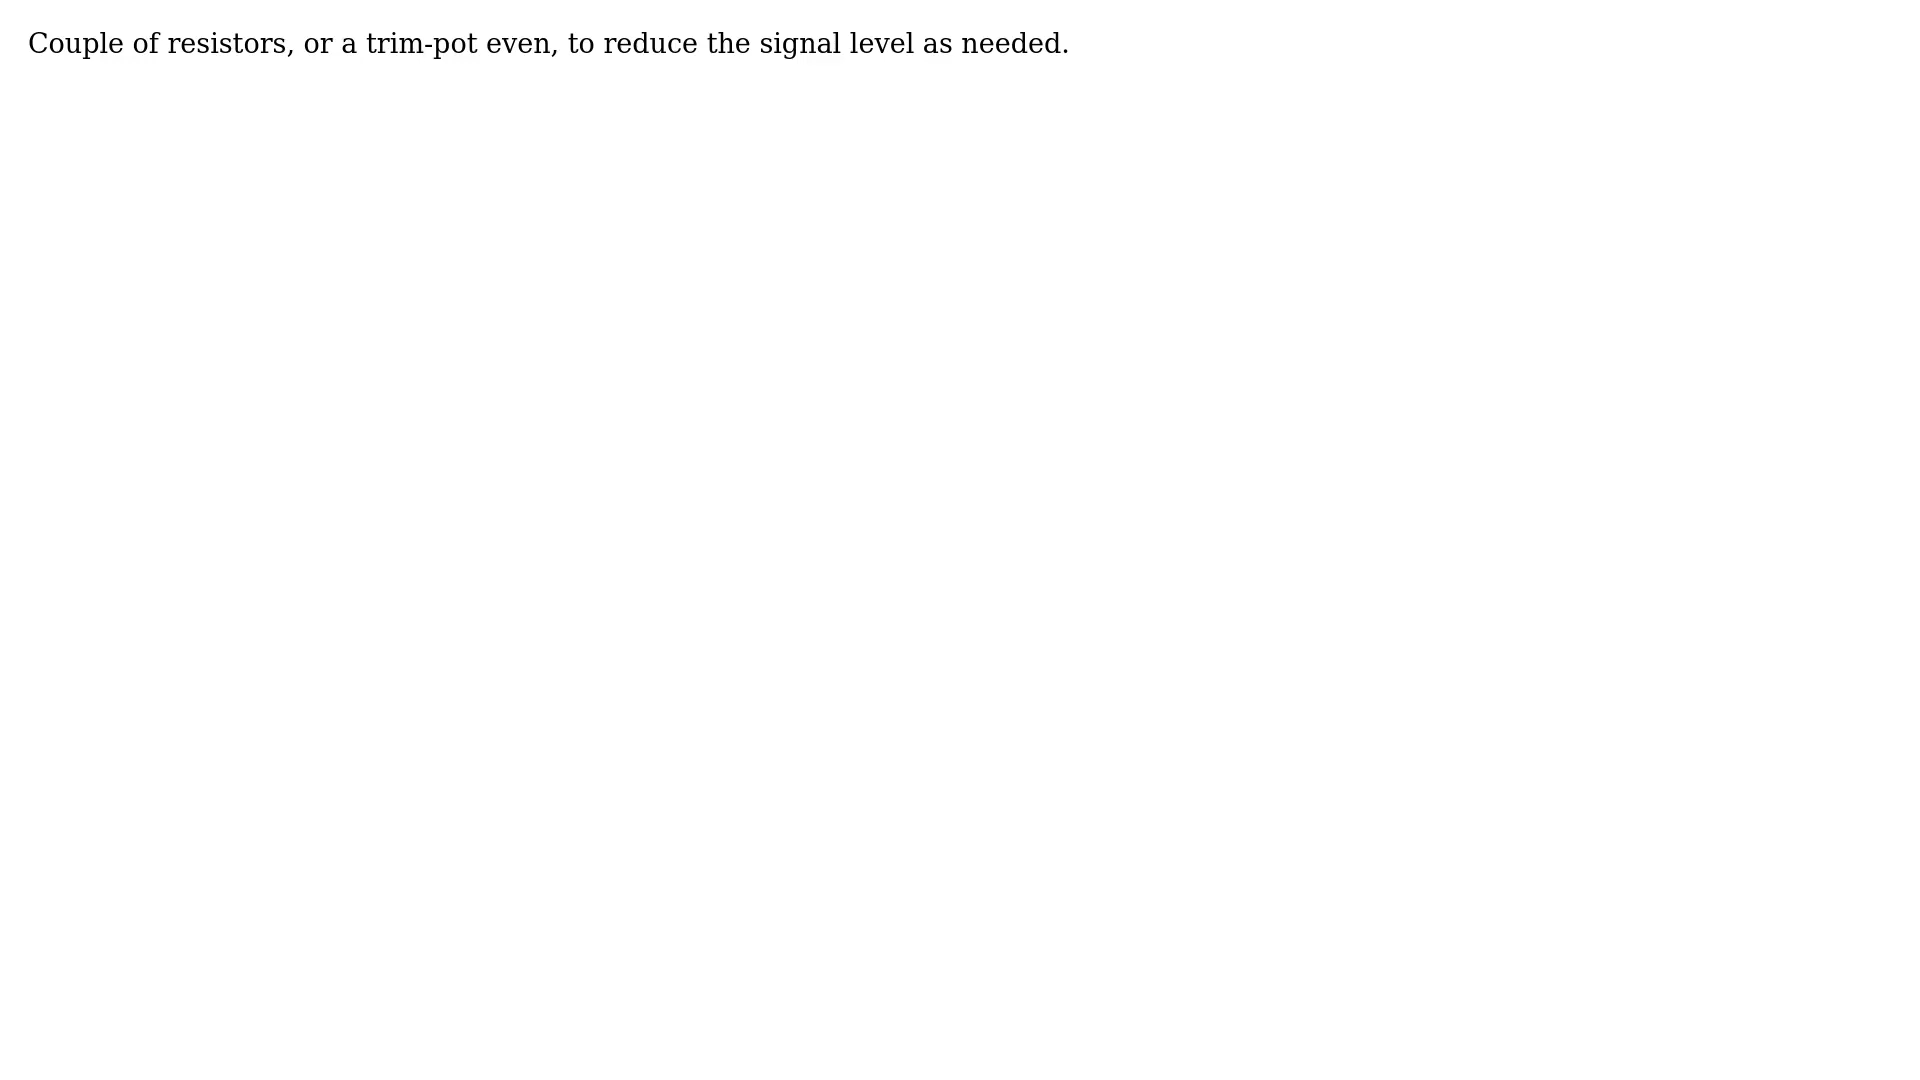 Couple of resistors, or a trim-pot even, to reduce the signal level as needed.